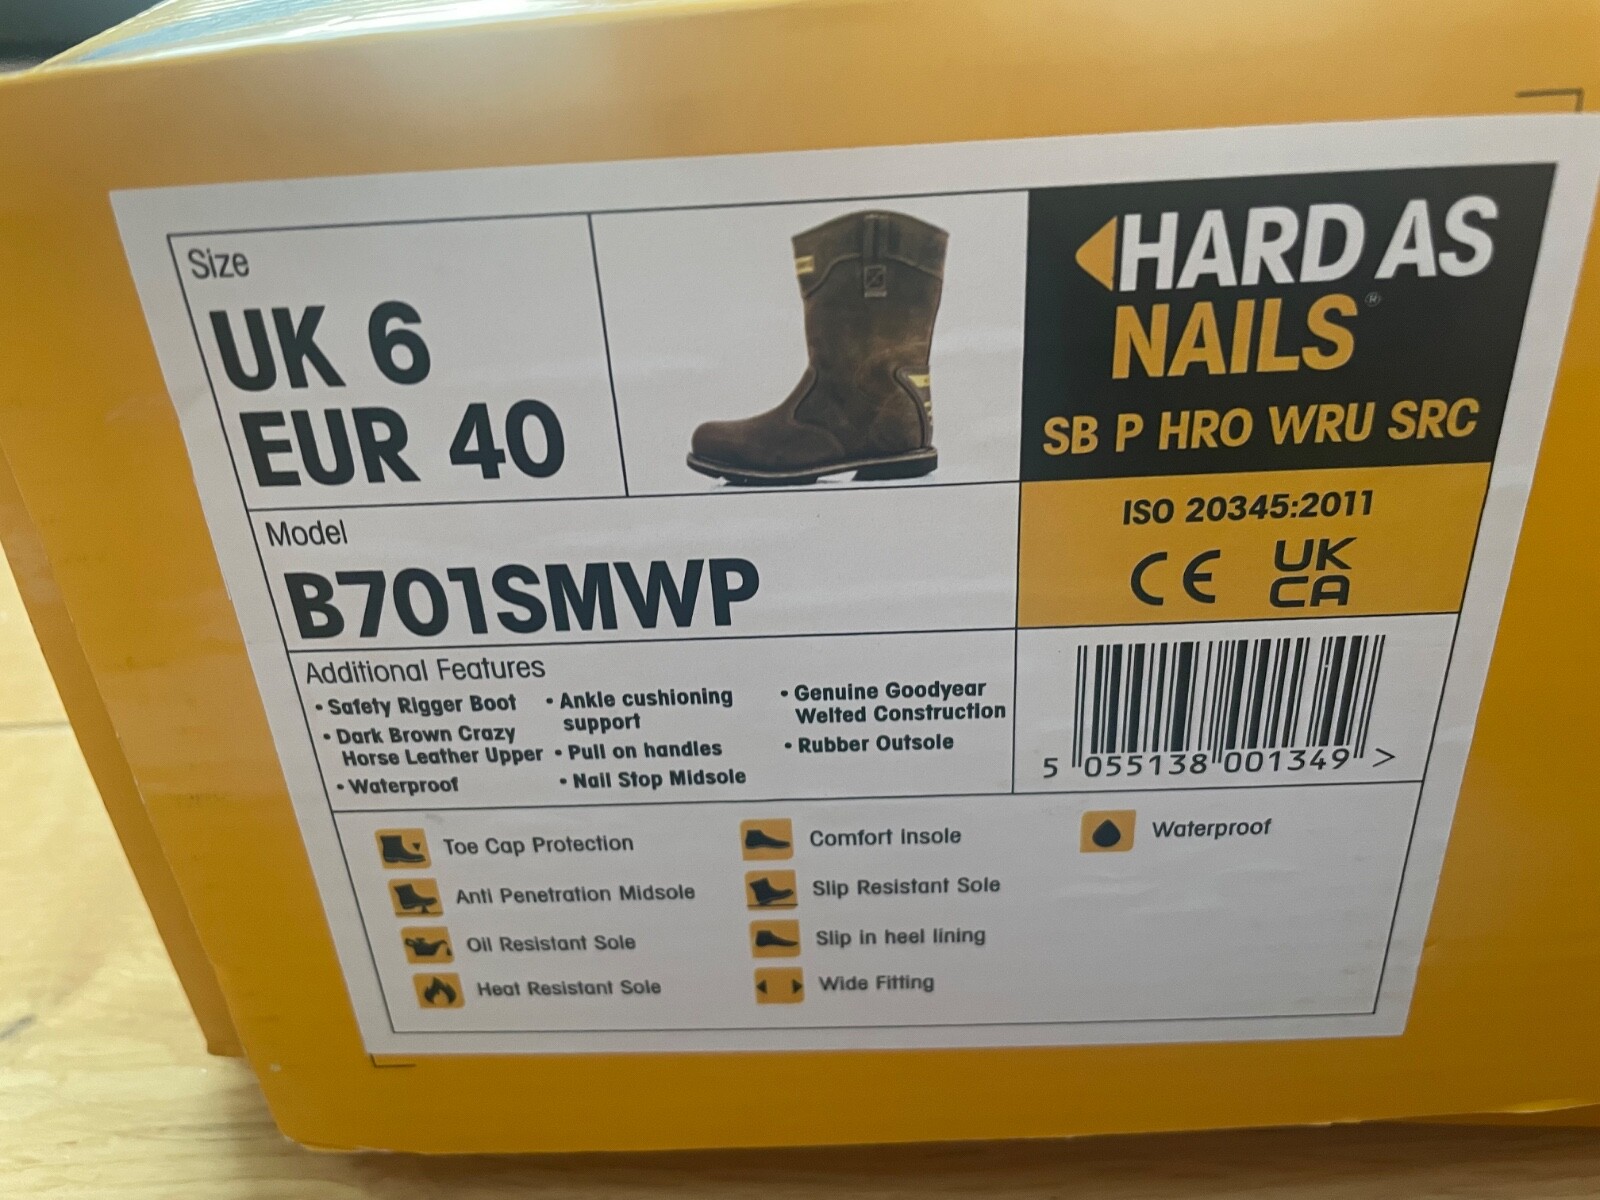 Size
UK 6
EUR 40
HARD AS
NAILS®
SB P HRO WRU SRC
ISO 20345:2011
CE UK
CA
Model
B701SMWP
Additional Features
• Safety Rigger Boot
• Dark Brown Crazy
Horse Leather Upper
• Waterproof
• Ankle cushioning
support
• Pull on handles
• Nail Stop Midsole
• Genuine Goodyear
Welted Construction
• Rubber Outsole
5 055138 001349 >
Toe Cap Protection
Anti Penetration Midsole
Oil Resistant Sole
Heat Resistant Sole
Comfort Insole
Slip Resistant Sole
Slip in heel lining
Wide Fitting
Waterproof